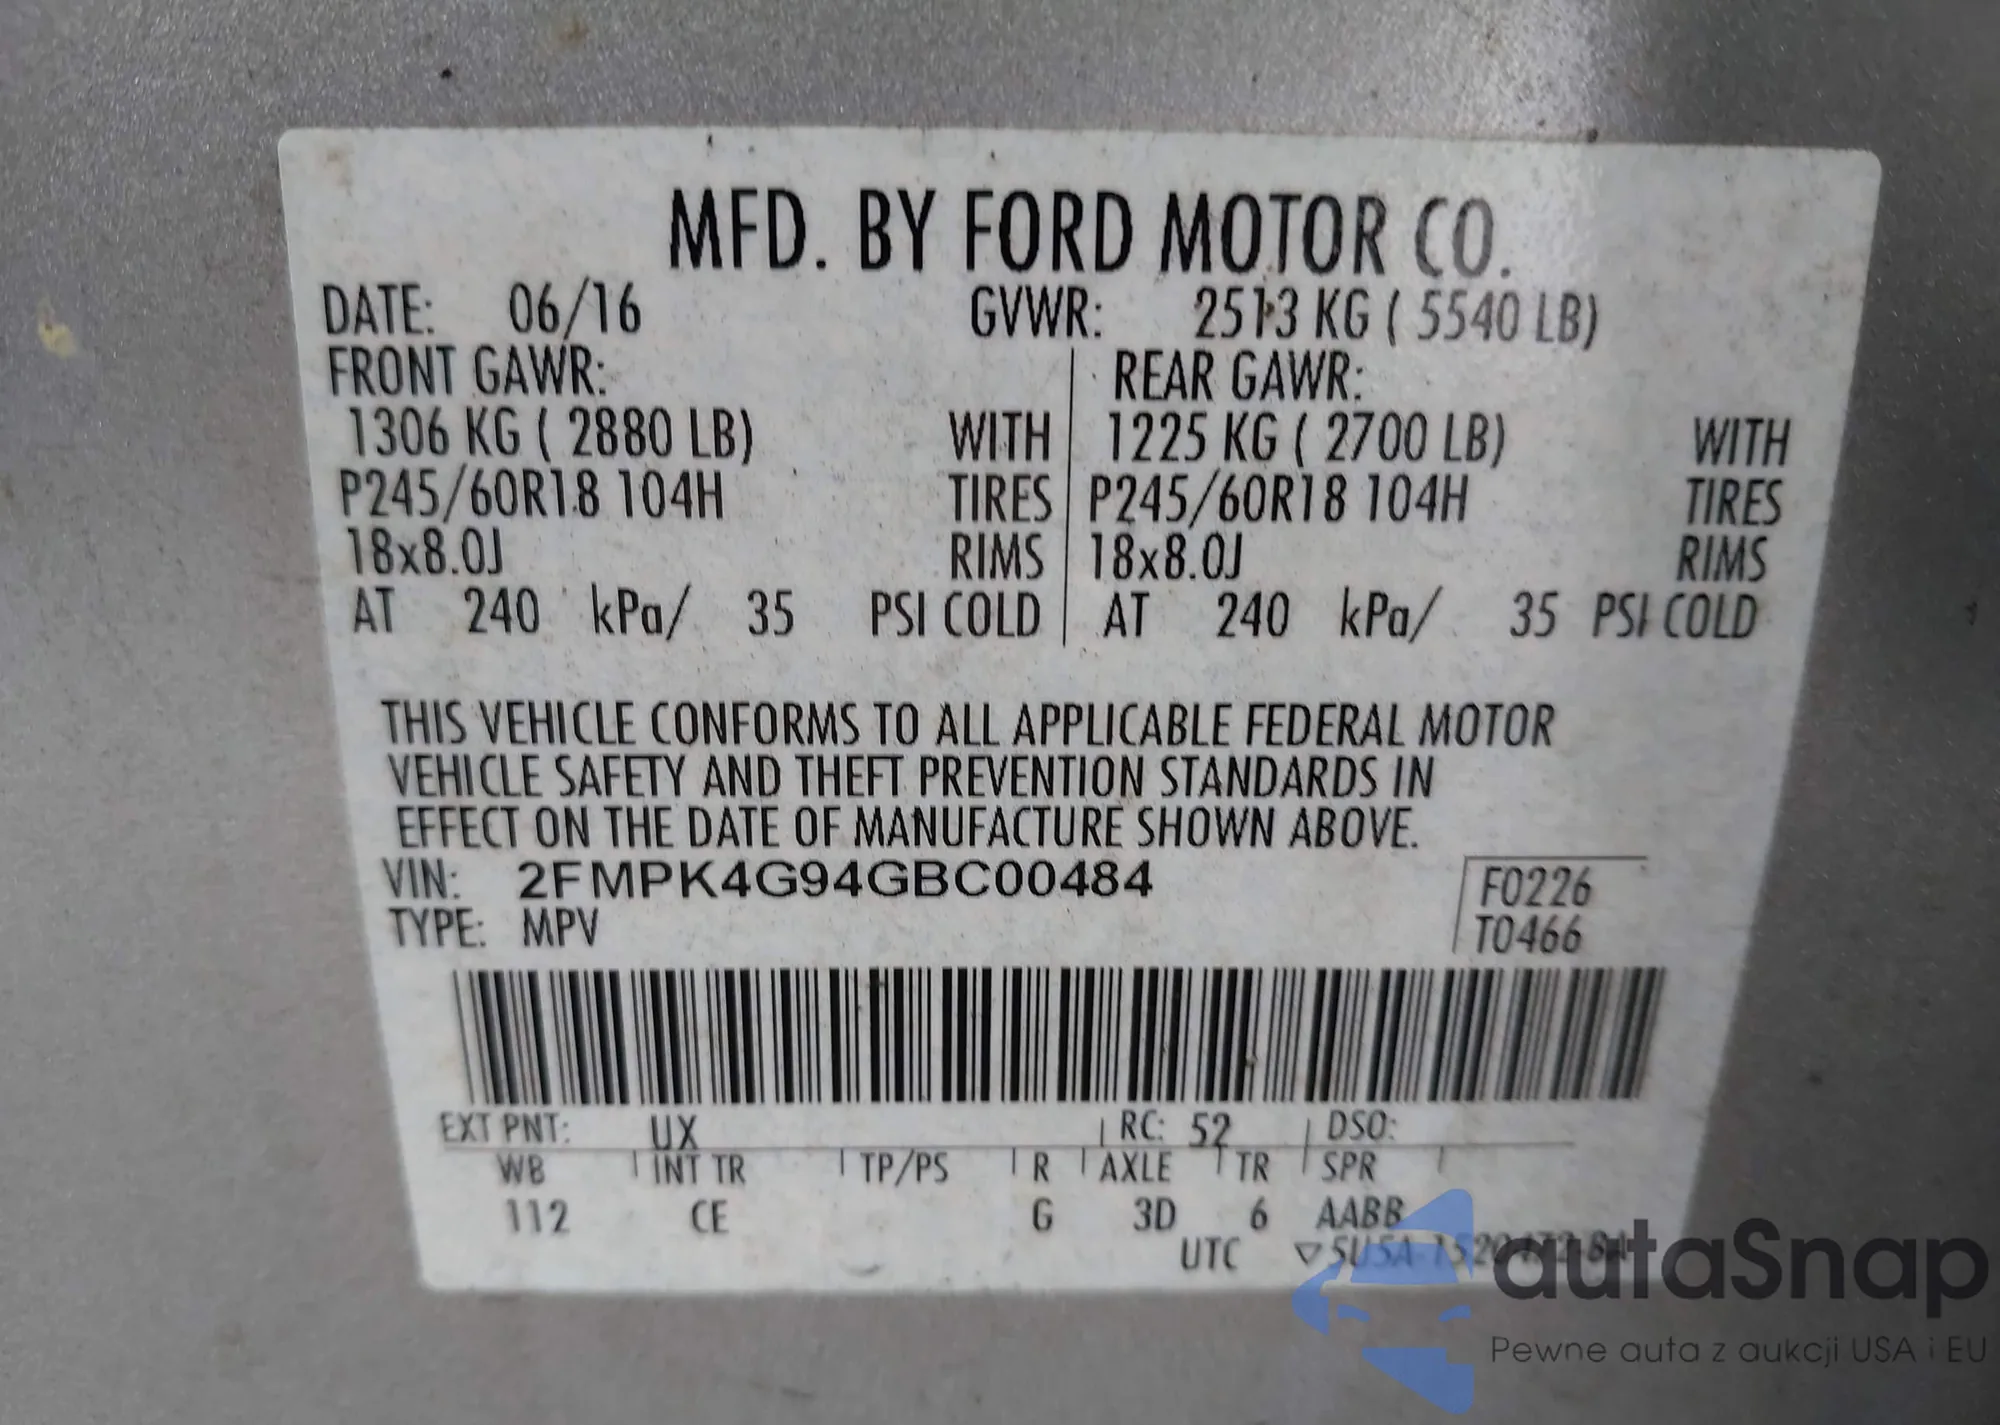 MFD. BY FORD MOTOR CO.
DATE: 06/16 GVWR: 2513 KG ( 5540 LB)
FRONT GAWR: REAR GAWR:
1306 KG ( 2880 LB) WITH 1225 KG ( 2700 LB) WITH
P245/60R18 104H TIRES P245/60R18 104H TIRES
18x8.0J RIMS 18x8.0J RIMS
AT 240 kPa/ 35 PSI COLD AT 240 kPa/ 35 PSI COLD
THIS VEHICLE CONFORMS TO ALL APPLICABLE FEDERAL MOTOR
VEHICLE SAFETY AND THEFT PREVENTION STANDARDS IN
EFFECT ON THE DATE OF MANUFACTURE SHOWN ABOVE.
VIN: 2FMPK4G94GBC00484 F0226
TYPE: MPV T0466
EXT PNT: UX RC: 52 DSO:
WB INT TR TP/PS R AXLE TR SPR
112 CE G 3D 6 AABB
UTC
autaSnap
Pewne auta z aukcji USA i EU